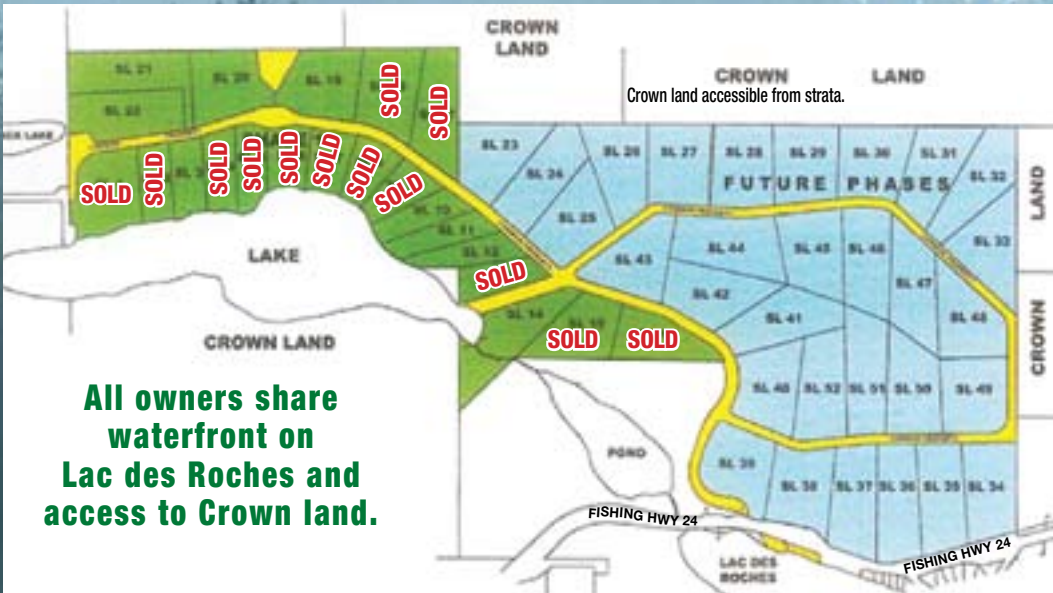 CROWN
LAND
SL 21
SL 20
SL 19
SOLD
SOLD
CROWN LAND
Crown land accessible from strata.
SL 22
SL 23
SL 24
SL 26
SL 27
SL 28
SL 29
SL 30
SL 31
SL 32
FUTURE PHASES
LAND
SOLD
SOLD
SOLD
SOLD
SOLD
SOLD
SOLD
SOLD
SL 10
SL 11
SL 12
SL 25
SL 33
LAKE
SOLD
SL 43
SL 44
SL 45
SL 46
SL 47
SL 48
SL 42
SL 41
CROWN
SL 14
SOLD
SOLD
CROWN LAND
SL 40
SL 52
SL 51
SL 50
SL 49
All owners share
waterfront on
Lac des Roches and
access to Crown land.
POND
SL 39
SL 38
SL 37
SL 36
SL 35
SL 34
FISHING HWY 24
LAC DES
ROCHES
FISHING HWY 24